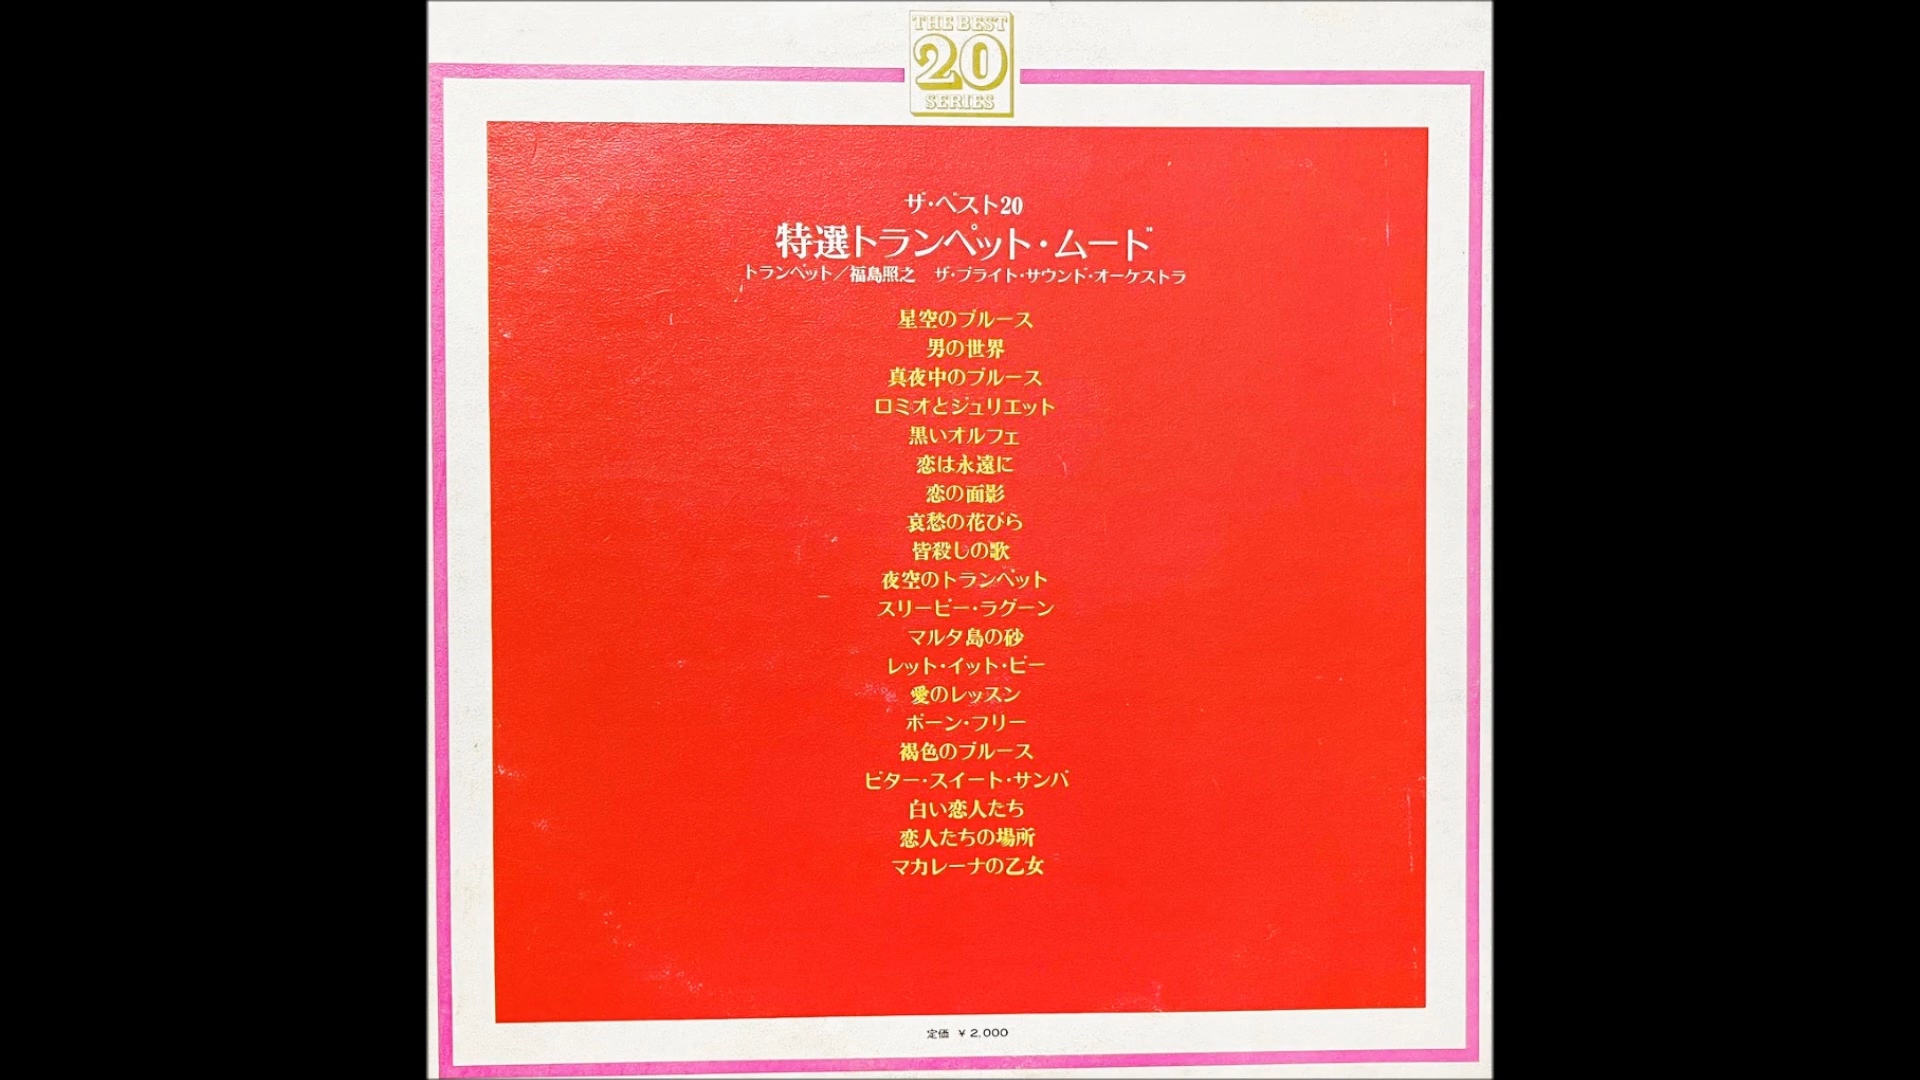 THE BEST
20
SERIES
ザ・ベスト20
特選トランペット・ムード
トランペット／福島照之　ザ・ブライト・サウンド・オーケストラ
星空のブルース
男の世界
真夜中のブルース
ロミオとジュリエット
黒いオルフェ
恋は永遠に
恋の面影
哀愁の花びら
皆殺しの歌
夜空のトランペット
スリーピー・ラグーン
マルタ島の砂
レット・イット・ビー
愛のレッスン
ボーン・フリー
褐色のブルース
ビター・スイート・サンバ
白い恋人たち
恋人たちの場所
マカレーナの乙女
定価 ￥2,000